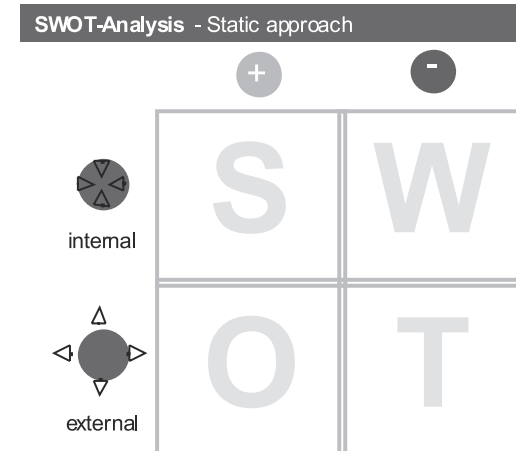 SWOT-Analysis - Static approach
+ -
S W
internal
O T
external